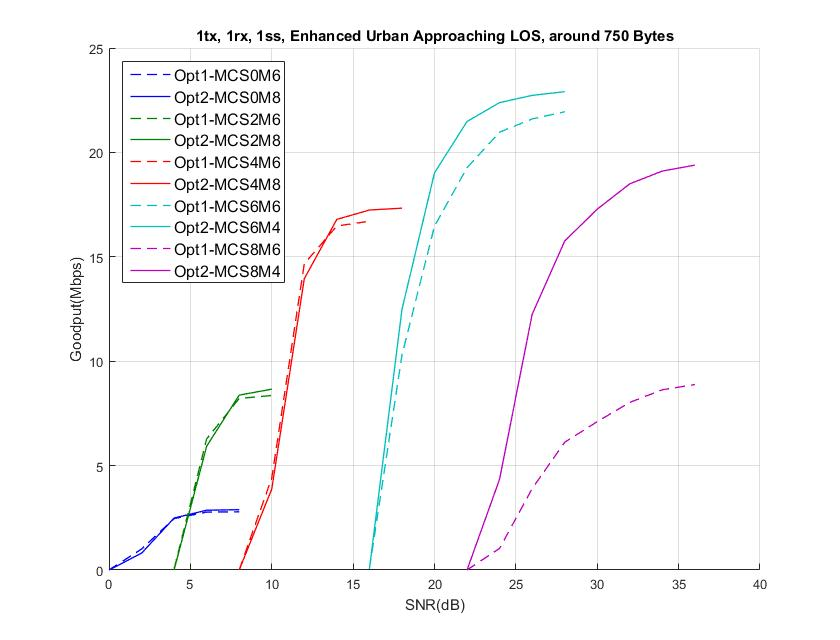 1tx, 1rx, 1ss, Enhanced Urban Approaching LOS, around 750 Bytes
25
20
15
10
5
0
Goodput(Mbps)
Opt1-MCS0M6
Opt2-MCS0M8
Opt1-MCS2M6
Opt2-MCS2M8
Opt1-MCS4M6
Opt2-MCS4M8
Opt1-MCS6M6
Opt2-MCS6M4
Opt1-MCS8M6
Opt2-MCS8M4
0 5 10 15 20 25 30 35 40
SNR(dB)